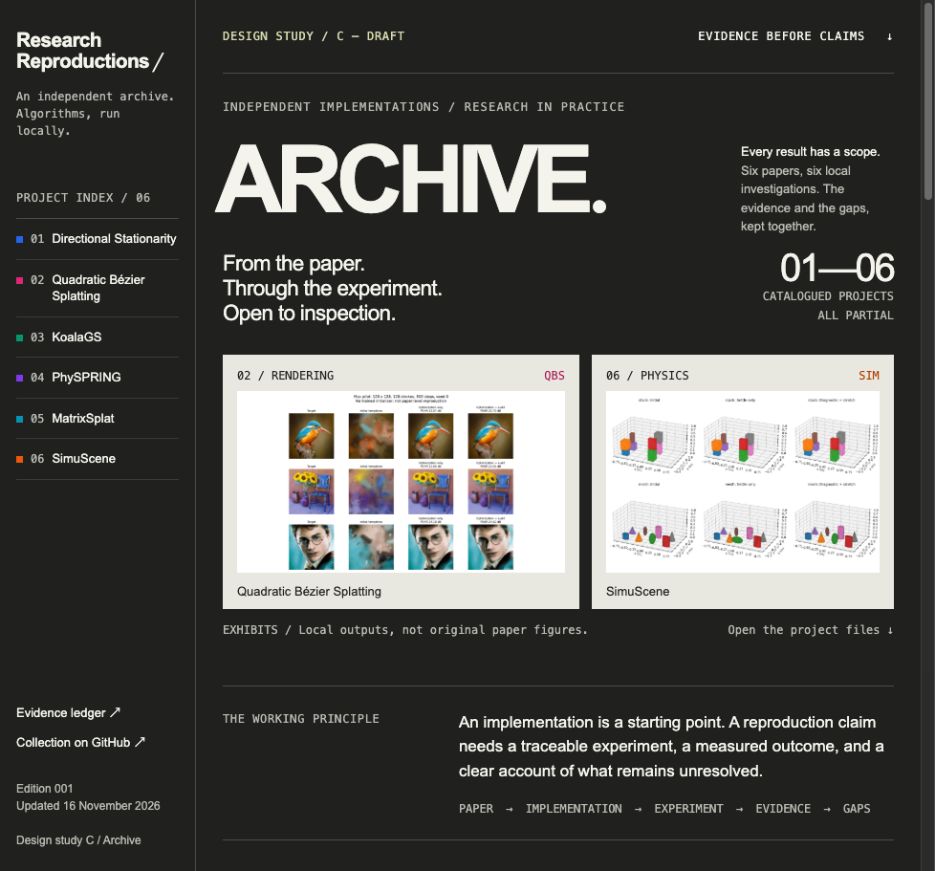 Research
Reproductions /
An independent archive.
Algorithms, run
locally.
PROJECT INDEX / 06
01 Directional Stationarity
02 Quadratic Bézier
Splatting
03 KoalaGS
04 PhySPRING
05 MatrixSplat
06 SimuScene
Evidence ledger ↗
Collection on GitHub ↗
Edition 001
Updated 16 November 2026
Design study C / Archive
DESIGN STUDY / C — DRAFT
EVIDENCE BEFORE CLAIMS ↓
INDEPENDENT IMPLEMENTATIONS / RESEARCH IN PRACTICE
ARCHIVE.
Every result has a scope.
Six papers, six local
investigations. The
evidence and the gaps,
kept together.
From the paper.
Through the experiment.
Open to inspection.
01—06
CATALOGUED PROJECTS
ALL PARTIAL
02 / RENDERING
QBS
Quadratic Bézier Splatting
06 / PHYSICS
SIM
SimuScene
EXHIBITS / Local outputs, not original paper figures.
Open the project files ↓
THE WORKING PRINCIPLE
An implementation is a starting point. A reproduction claim
needs a traceable experiment, a measured outcome, and a
clear account of what remains unresolved.
PAPER → IMPLEMENTATION → EXPERIMENT → EVIDENCE → GAPS